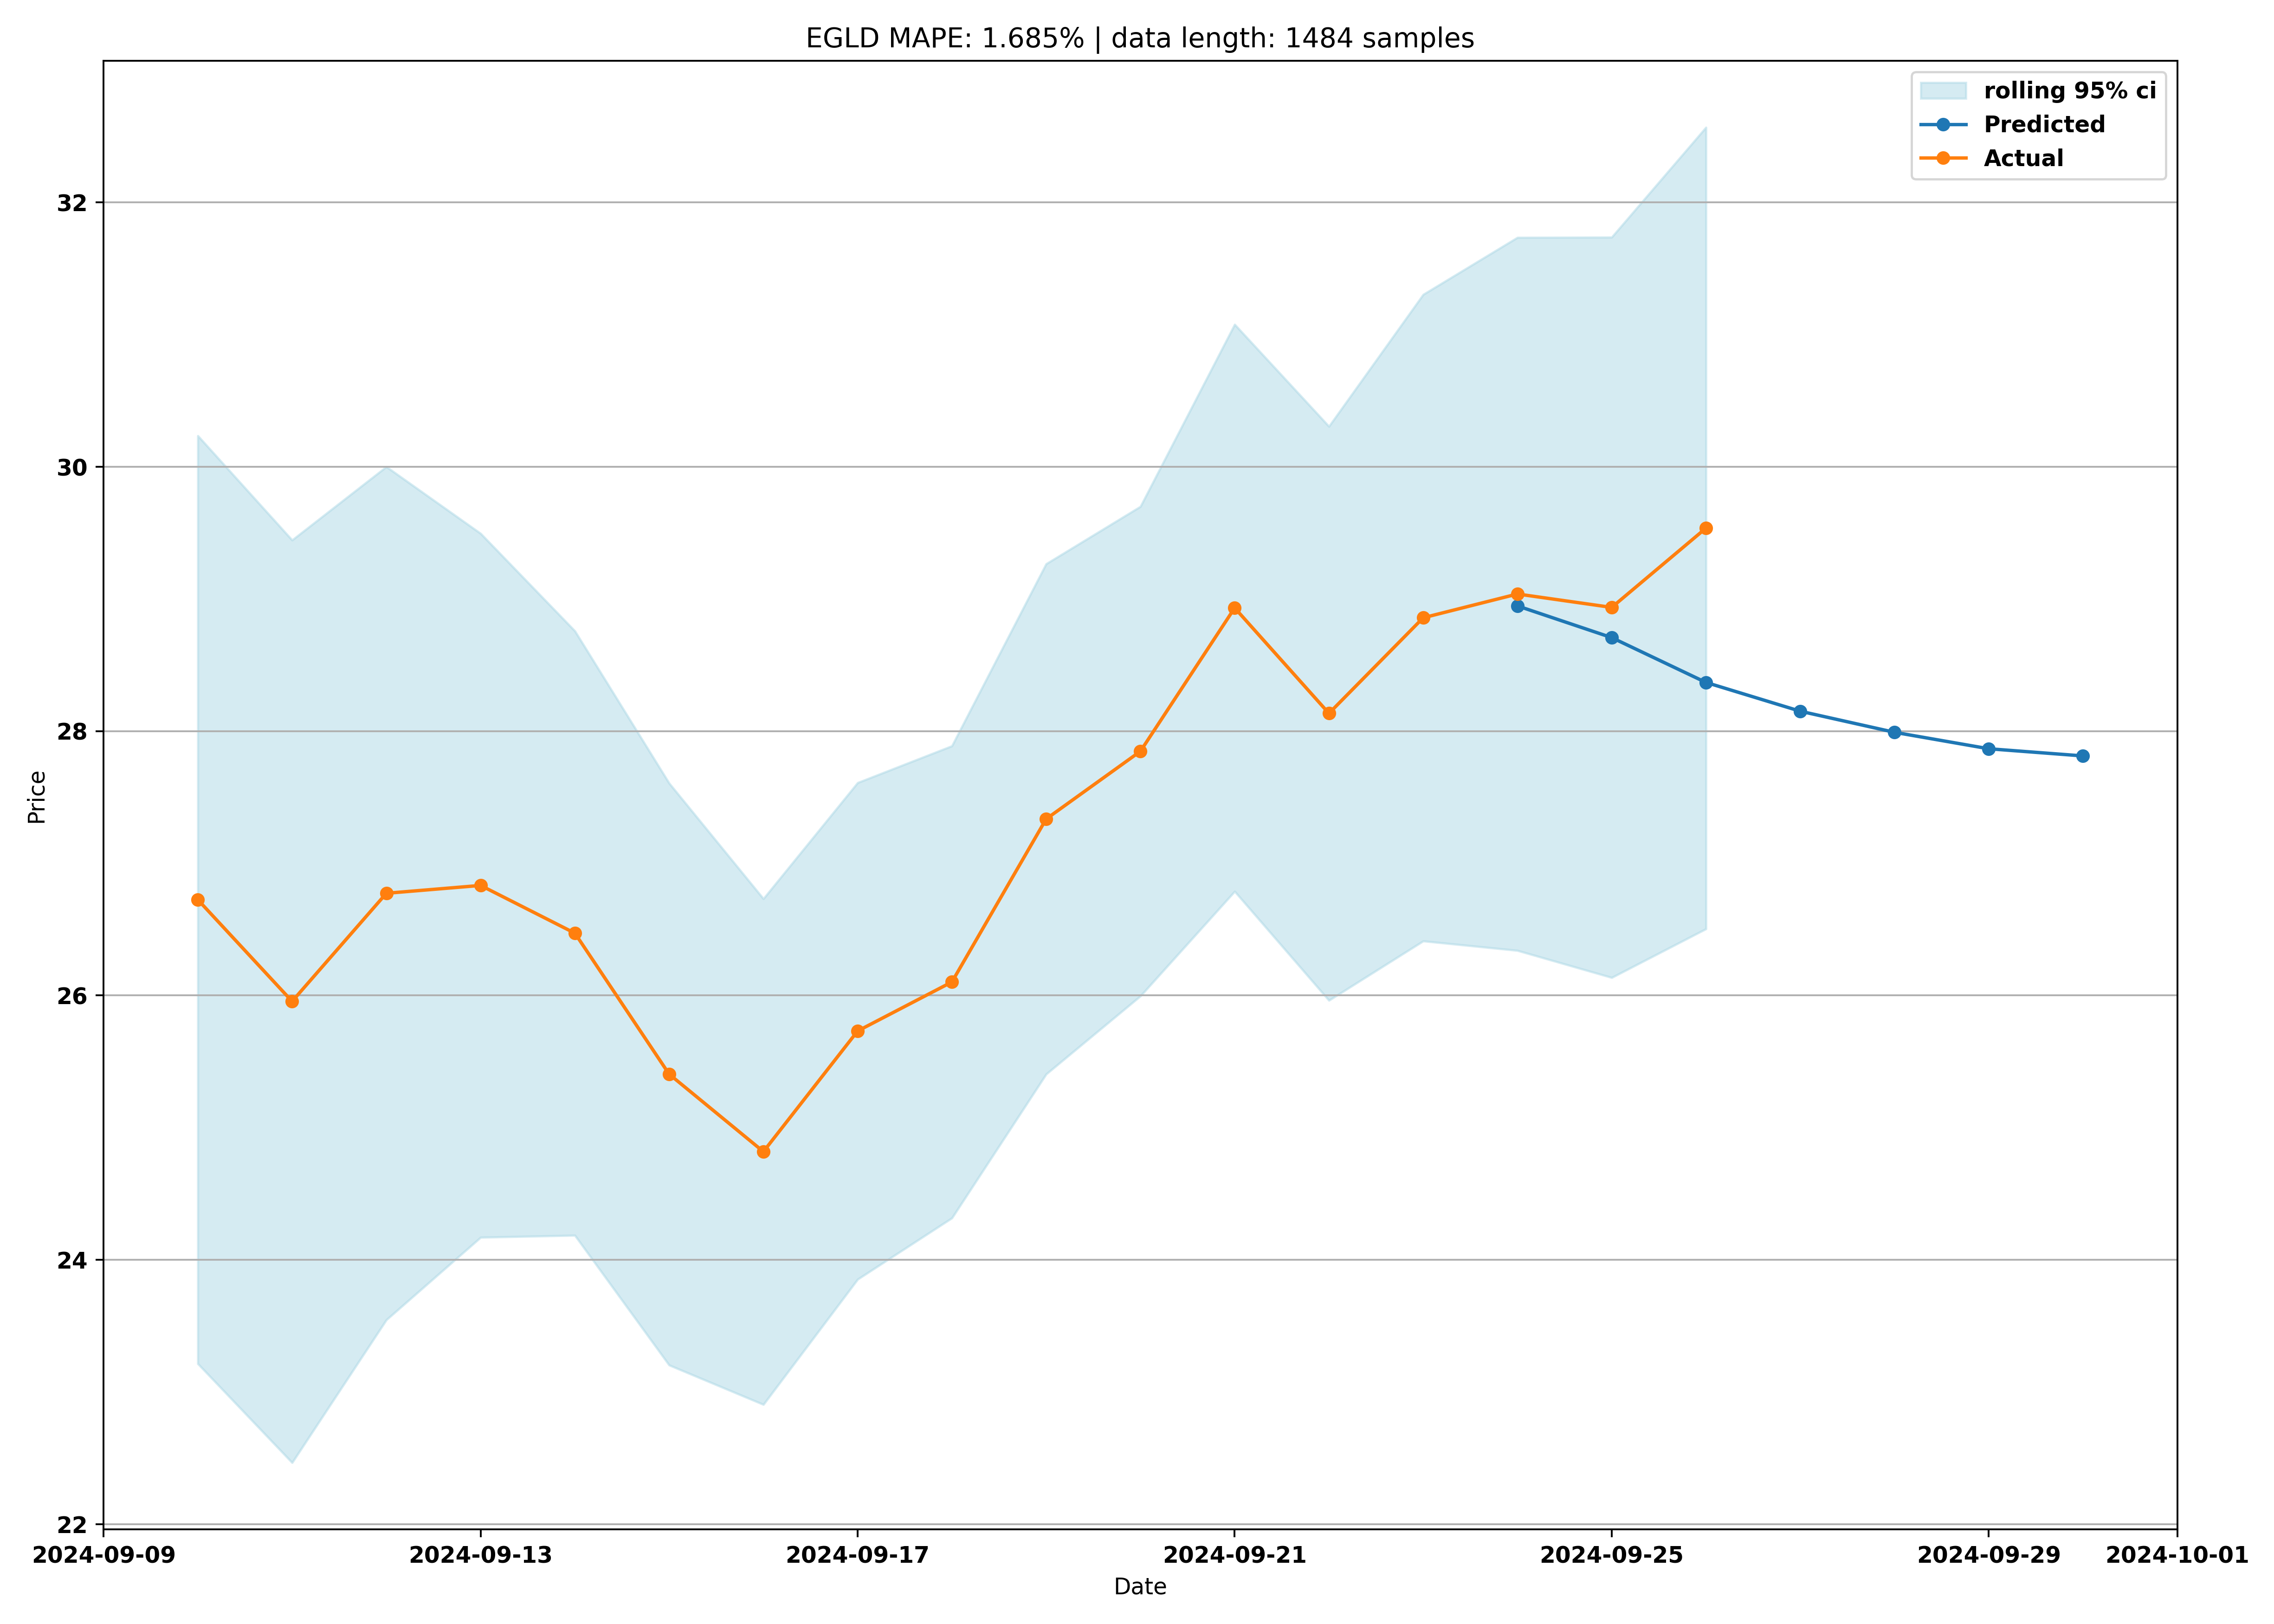 EGLD MAPE: 1.685% | data length: 1484 samples
rolling 95% ci
Predicted
Actual
32
30
28
26
24
22
Price
2024-09-09 2024-09-13 2024-09-17 2024-09-21 2024-09-25 2024-09-29 2024-10-01
Date